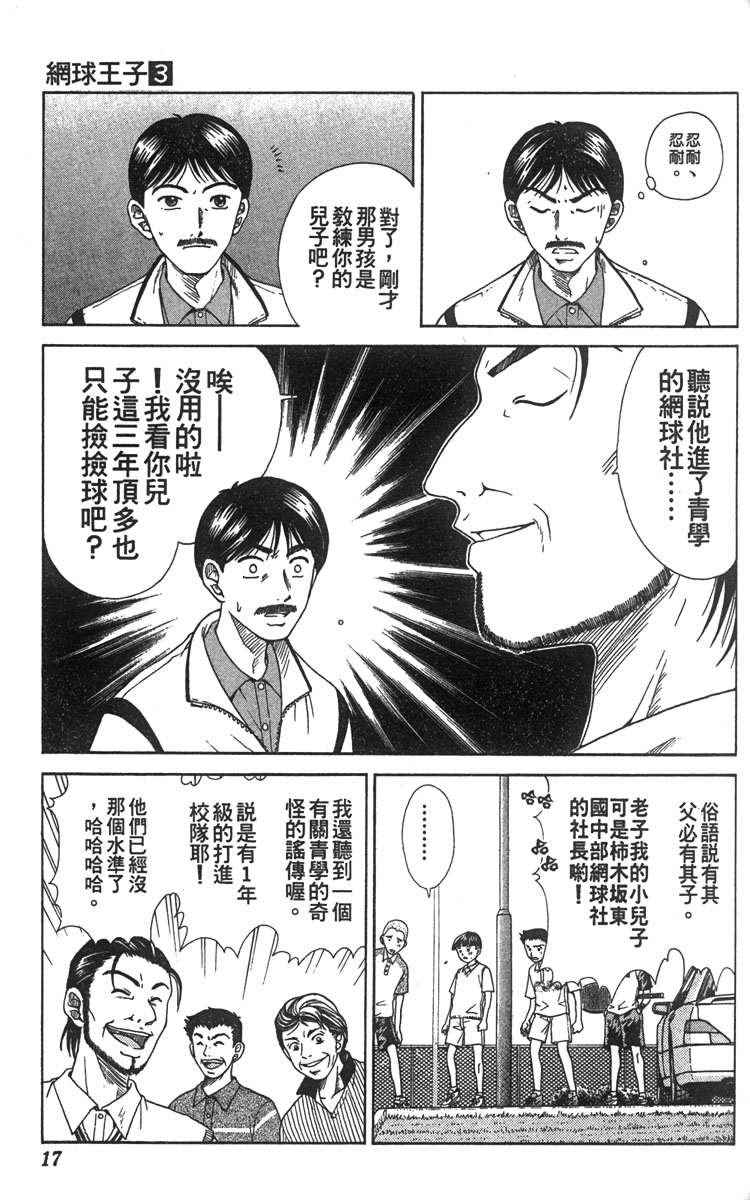 網球王子3
忍耐、
忍耐。
對了，剛才
那男孩是
教練你的
兒子吧？
聽説他進了青學
的網球社……
唉——
沒用的啦
！我看你兒
子這三年頂多也
只能撿撿球吧？
俗語説有其
父必有其子。
老子我的小兒子
可是柿木坂東
國中部網球社
的社長喲！
哈哈
哈
………
我還聽到一個
有關青學的奇
怪的謠傳喔。
説是有1年
級的打進
校隊耶！
他們已經沒
那個水準了
，哈哈哈哈。
17